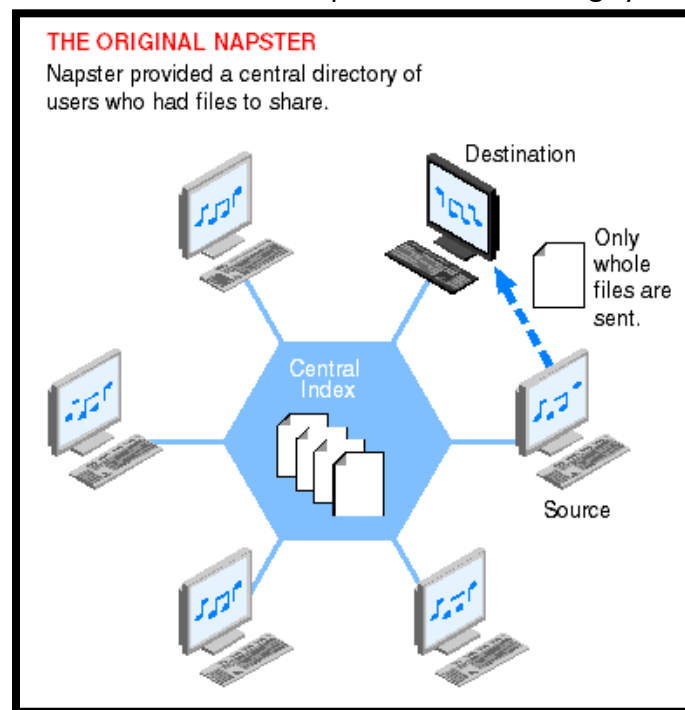 THE ORIGINAL NAPSTER
Napster provided a central directory of
users who had files to share.
Destination
Only
whole
files are
sent.
Central
Index
Source